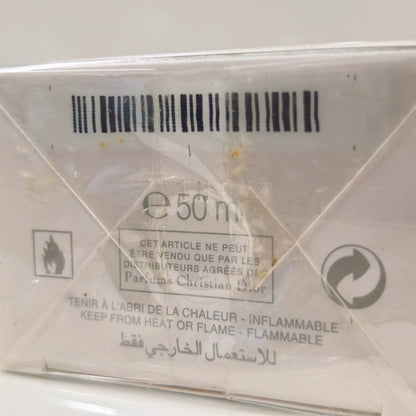 ℮ 50 ml
CET ARTICLE NE PEUT
ÊTRE VENDU QUE PAR LES
DISTRIBUTEURS AGRÉÉS DES
Parfums Christian Dior
TENIR À L'ABRI DE LA CHALEUR - INFLAMMABLE
KEEP FROM HEAT OR FLAME - FLAMMABLE
للاستعمال الخارجي فقط